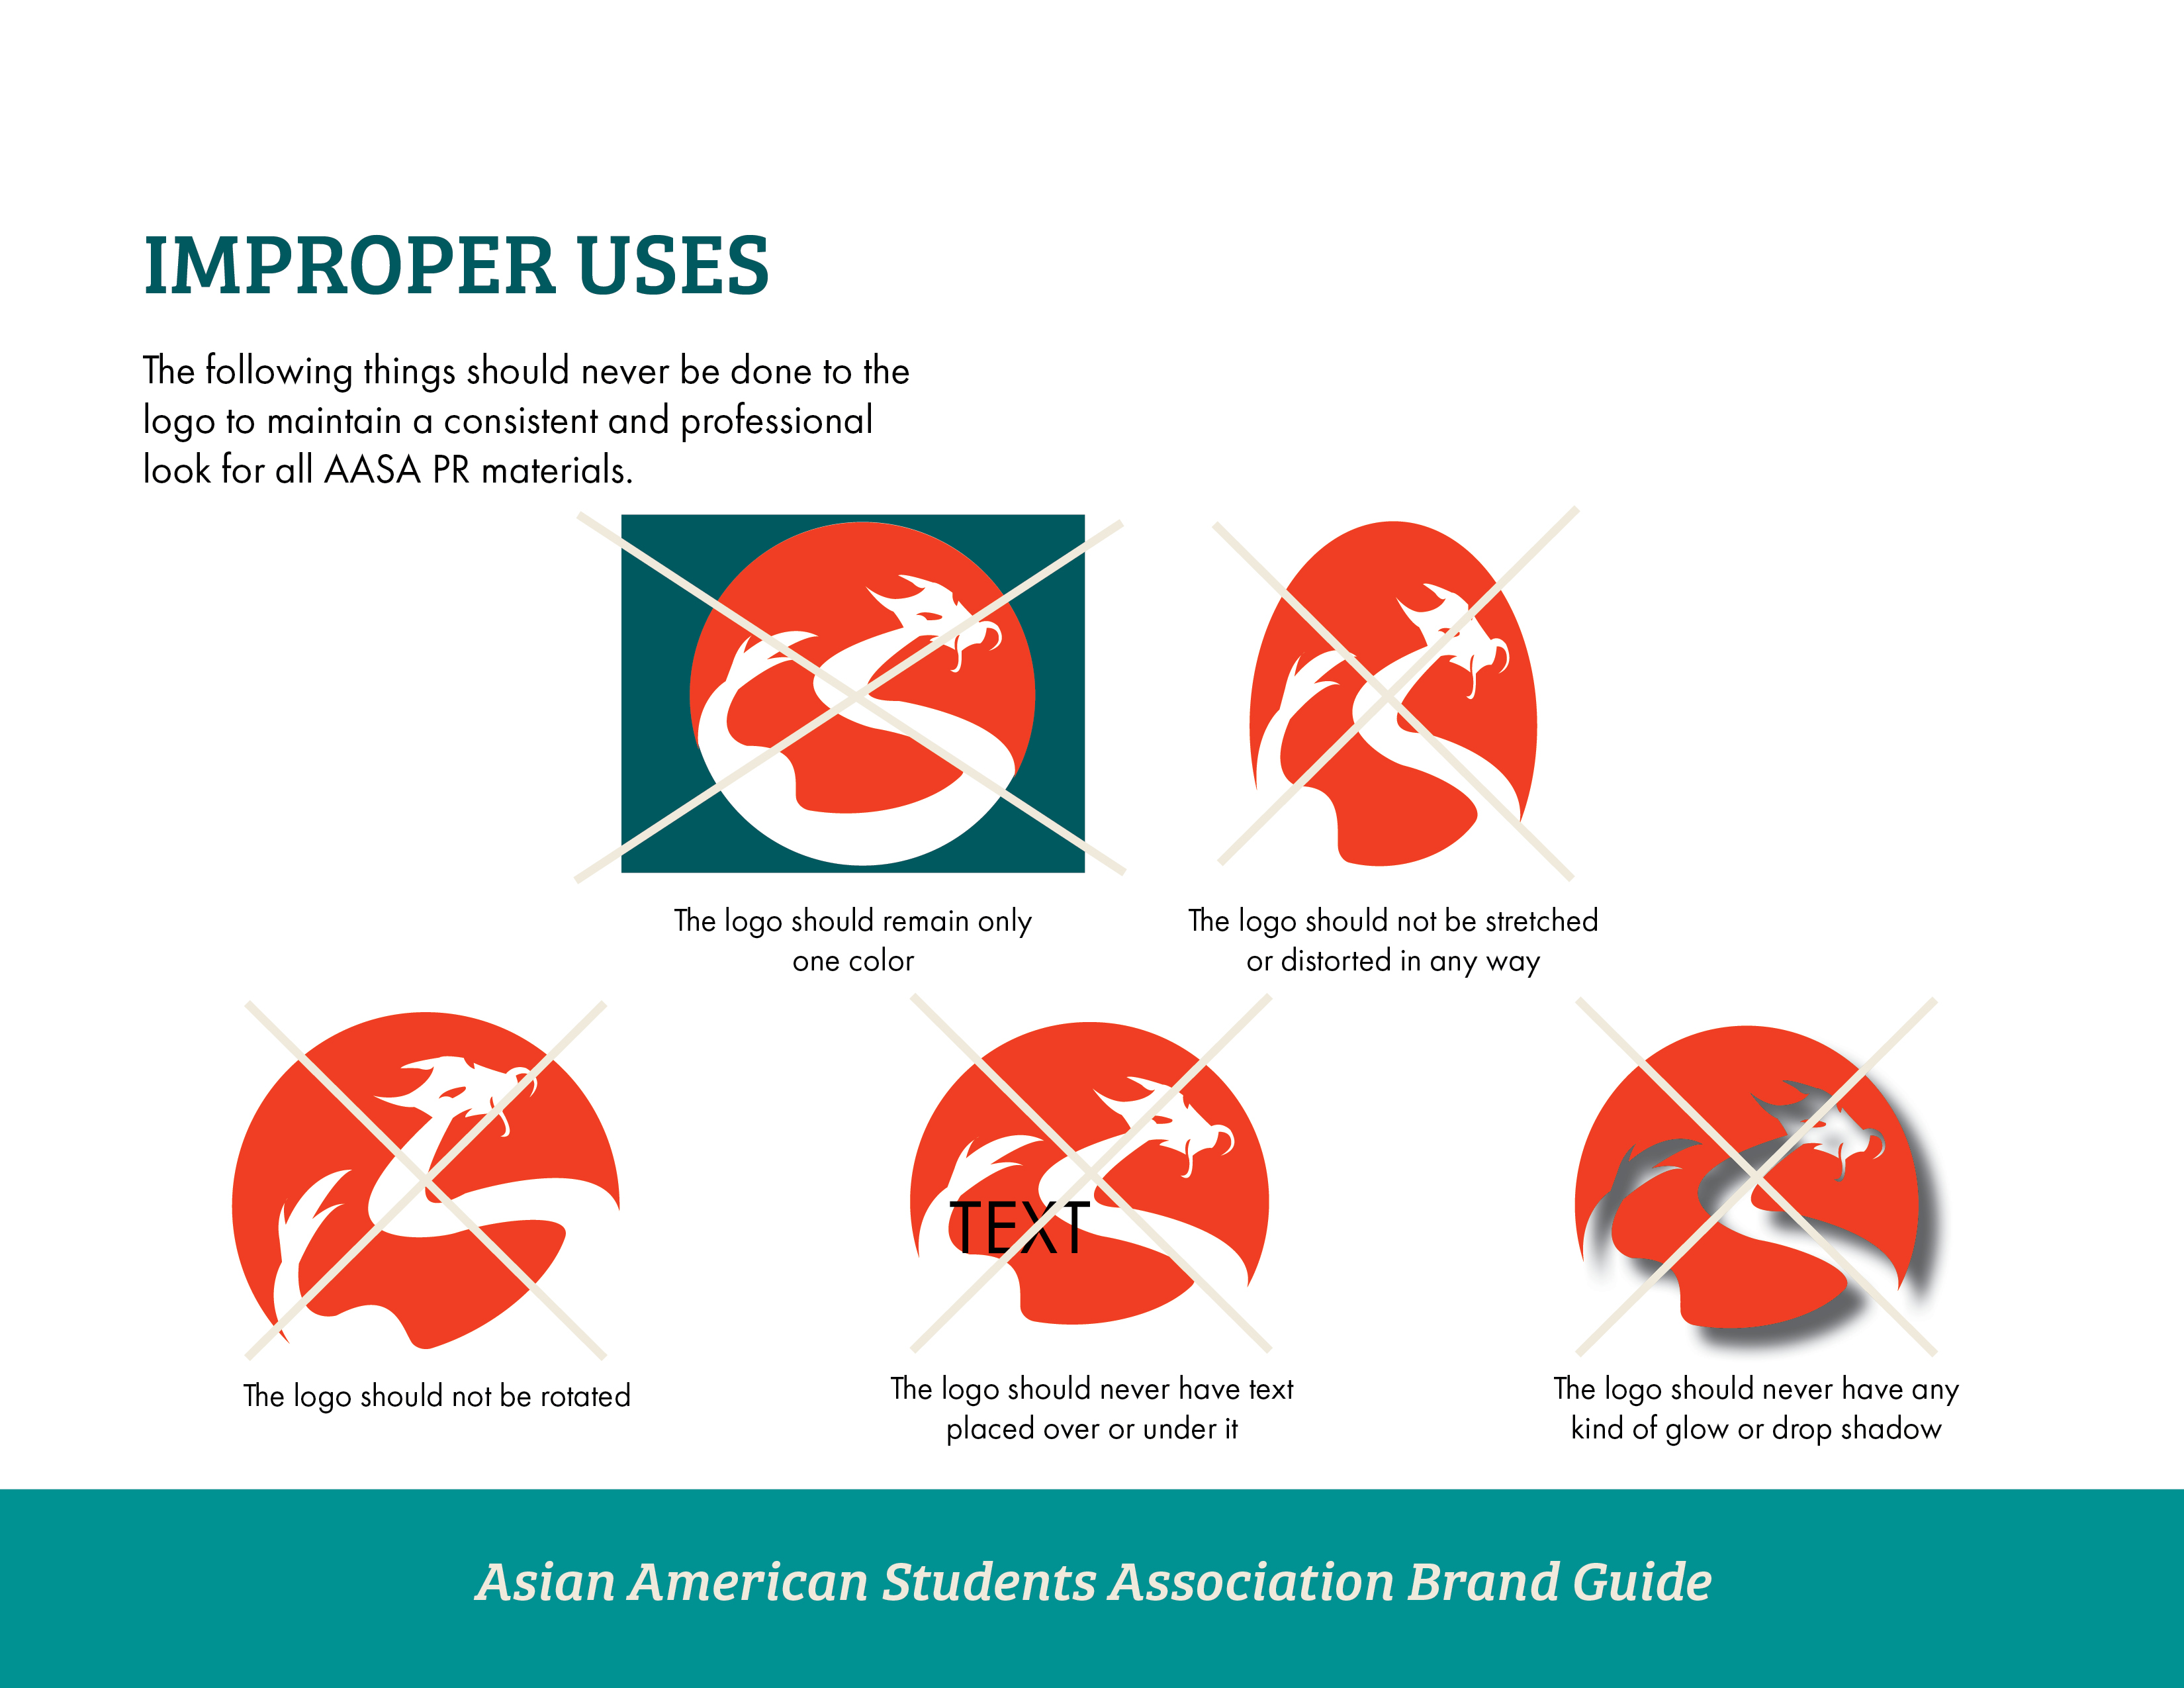 IMPROPER USES
The following things should never be done to the
logo to maintain a consistent and professional
look for all AASA PR materials.
The logo should remain only
one color
The logo should not be stretched
or distorted in any way
TEXT
The logo should not be rotated
The logo should never have text
placed over or under it
The logo should never have any
kind of glow or drop shadow
Asian American Students Association Brand Guide